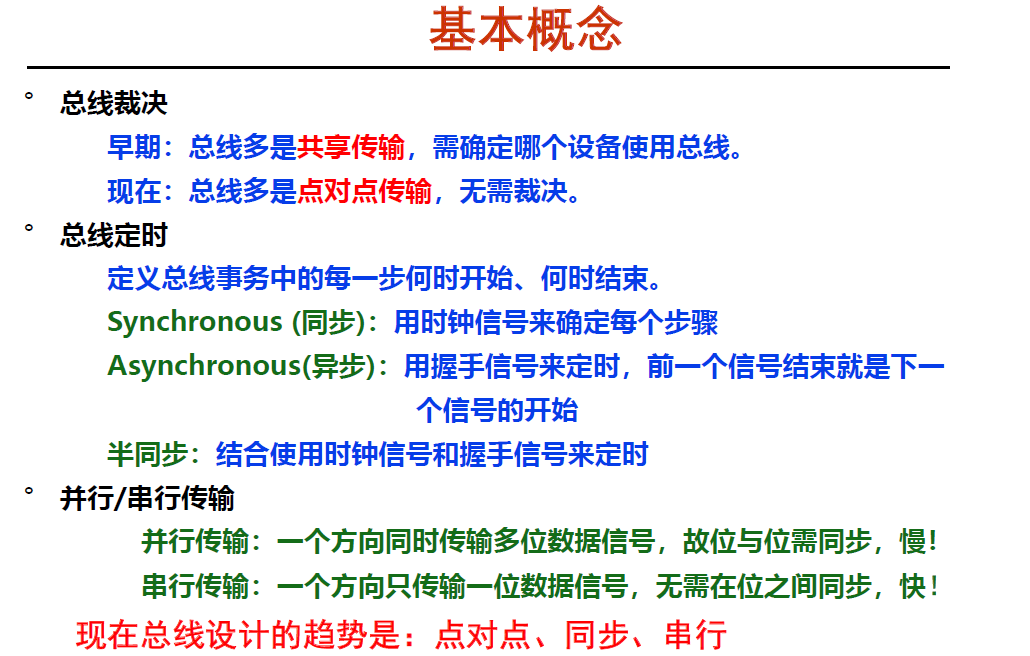 基本概念
° 总线裁决
早期：总线多是共享传输，需确定哪个设备使用总线。
现在：总线多是点对点传输，无需裁决。
° 总线定时
定义总线事务中的每一步何时开始、何时结束。
Synchronous (同步)：用时钟信号来确定每个步骤
Asynchronous(异步)：用握手信号来定时，前一个信号结束就是下一
个信号的开始
半同步：结合使用时钟信号和握手信号来定时
° 并行/串行传输
并行传输：一个方向同时传输多位数据信号，故位与位需同步，慢！
串行传输：一个方向只传输一位数据信号，无需在位之间同步，快！
现在总线设计的趋势是：点对点、同步、串行